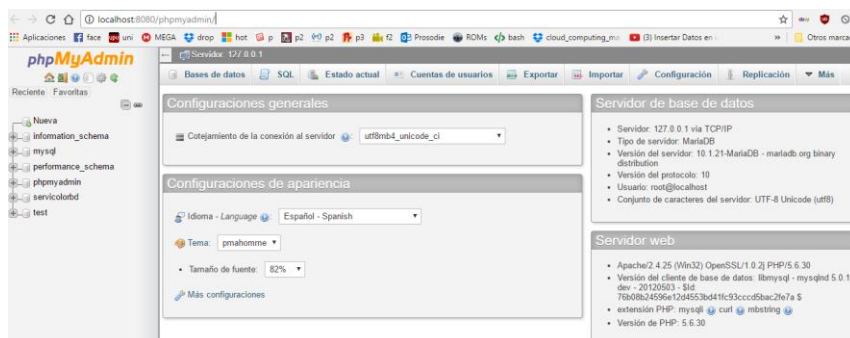 localhost:8080/phpmyadmin/
Aplicaciones face uni MEGA drop hot p p2 p2 p3 f2 Prosodie ROMs bash cloud_computing_ma (3) Insertar Datos en » Otros marca
phpMyAdmin
Reciente Favoritas
Nueva
information_schema
mysql
performance_schema
phpmyadmin
servicolorbd
test
Servidor: 127.0.0.1
Bases de datos SQL Estado actual Cuentas de usuarios Exportar Importar Configuración Replicación Más
Configuraciones generales
Cotejamiento de la conexión al servidor : utf8mb4_unicode_ci
Configuraciones de apariencia
Idioma - Language : Español - Spanish
Tema: pmahomme
Tamaño de fuente: 82%
Más configuraciones
Servidor de base de datos
Servidor: 127.0.0.1 via TCP/IP
Tipo de servidor: MariaDB
Versión del servidor: 10.1.21-MariaDB - mariadb.org binary
distribution
Versión del protocolo: 10
Usuario: root@localhost
Conjunto de caracteres del servidor: UTF-8 Unicode (utf8)
Servidor web
Apache/2.4.25 (Win32) OpenSSL/1.0.2j PHP/5.6.30
Versión del cliente de base de datos: libmysql - mysqlnd 5.0.1
dev - 20120503 - $Id:
76b08b24596e12d4553bd41fc93cccd5bac2fe7a $
extensión PHP: mysqli curl mbstring
Versión de PHP: 5.6.30